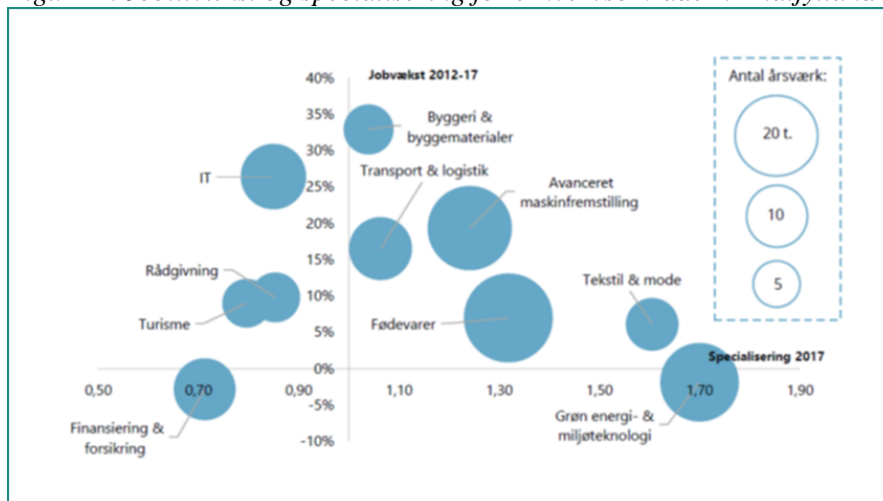 Jobvækst 2012-17
40%
35%
30%
25%
20%
15%
10%
5%
0%
-5%
-10%
Byggeri &
byggematerialer
IT
Transport & logistik
Avanceret
maskinfremstilling
Rådgivning
Turisme
Fødevarer
Tekstil & mode
Specialisering 2017
0,50
0,70
0,90
1,10
1,30
1,50
1,70
1,90
Finansiering &
forsikring
Grøn energi- &
miljøteknologi
Antal årsværk:
20 t.
10
5